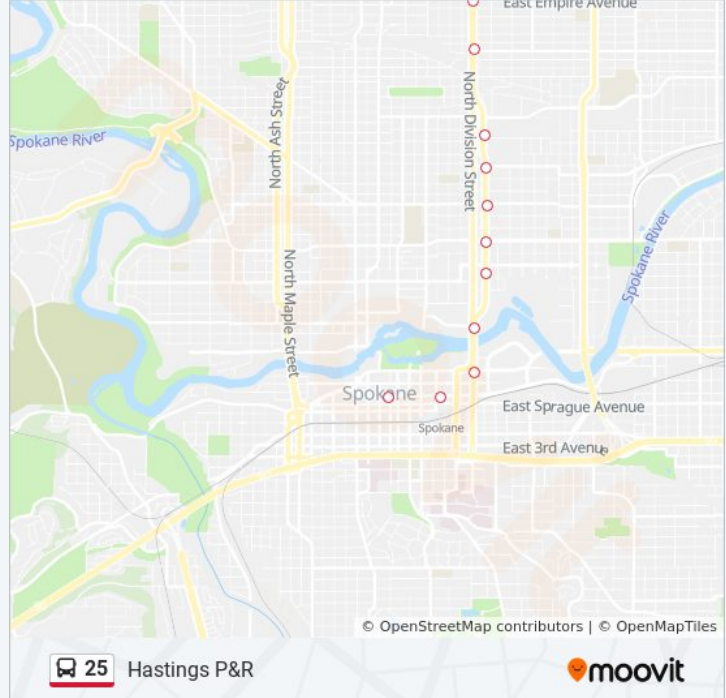 East Empire Avenue
North Ash Street
North Division Street
Spokane River
Spokane River
North Maple Street
Spokane
East Sprague Avenue
Spokane
East 3rd Avenu
© OpenStreetMap contributors | © OpenMapTiles
25 Hastings P&R
moovit